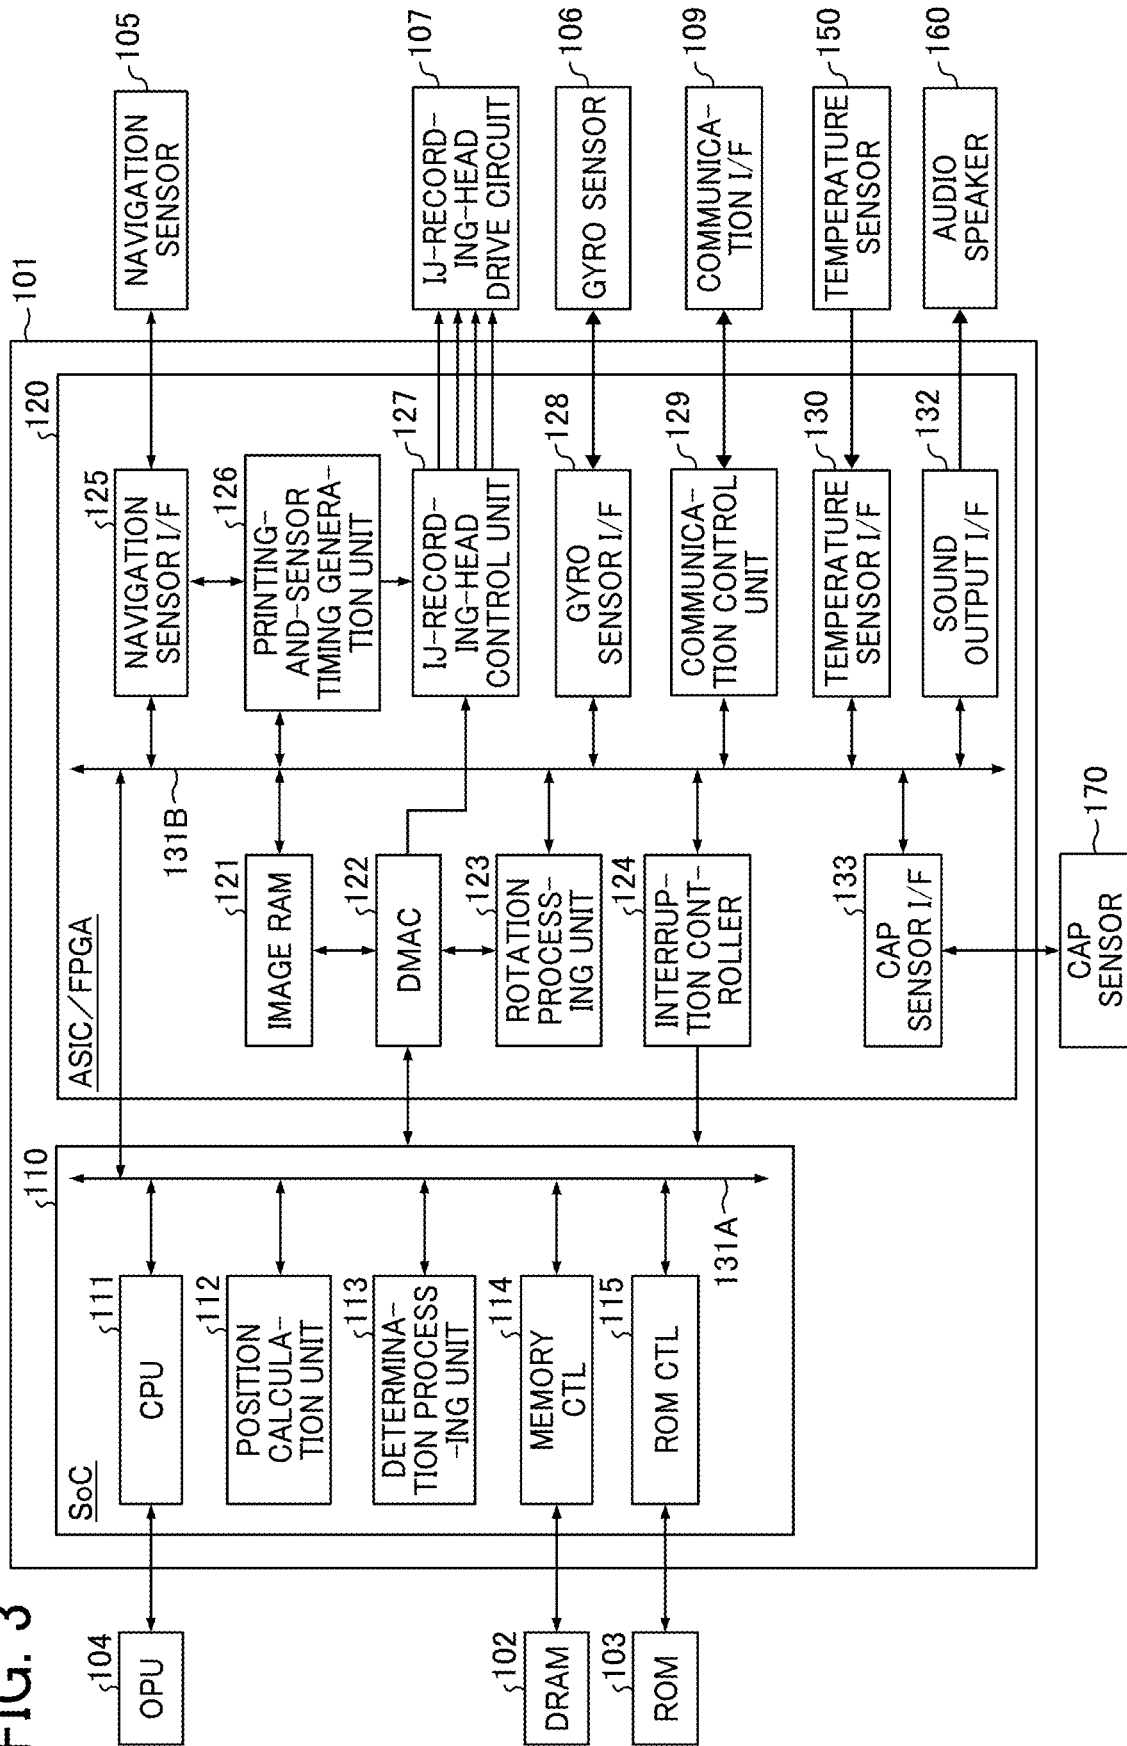 FIG. 3
101
104
OPU
102
DRAM
103
ROM
110
SoC
111
CPU
112
POSITION
CALCULA-
TION UNIT
113
DETERMINA-
TION PROCESS
-ING UNIT
114
MEMORY
CTL
115
ROM CTL
131A
120
ASIC/FPGA
121
IMAGE RAM
122
DMAC
123
ROTATION
PROCESS-
ING UNIT
124
INTERRUP-
TION CONT-
ROLLER
133
CAP
SENSOR I/F
170
CAP
SENSOR
131B
125
NAVIGATION
SENSOR I/F
126
PRINTING-
AND-SENSOR
TIMING GENERA-
TION UNIT
127
IJ-RECORD-
ING-HEAD
CONTROL UNIT
128
GYRO
SENSOR I/F
129
COMMUNICA-
TION CONTROL
UNIT
130
TEMPERATURE
SENSOR I/F
132
SOUND
OUTPUT I/F
105
NAVIGATION
SENSOR
107
IJ-RECORD-
ING-HEAD
DRIVE CIRCUIT
106
GYRO SENSOR
109
COMMUNICA-
TION I/F
150
TEMPERATURE
SENSOR
160
AUDIO
SPEAKER